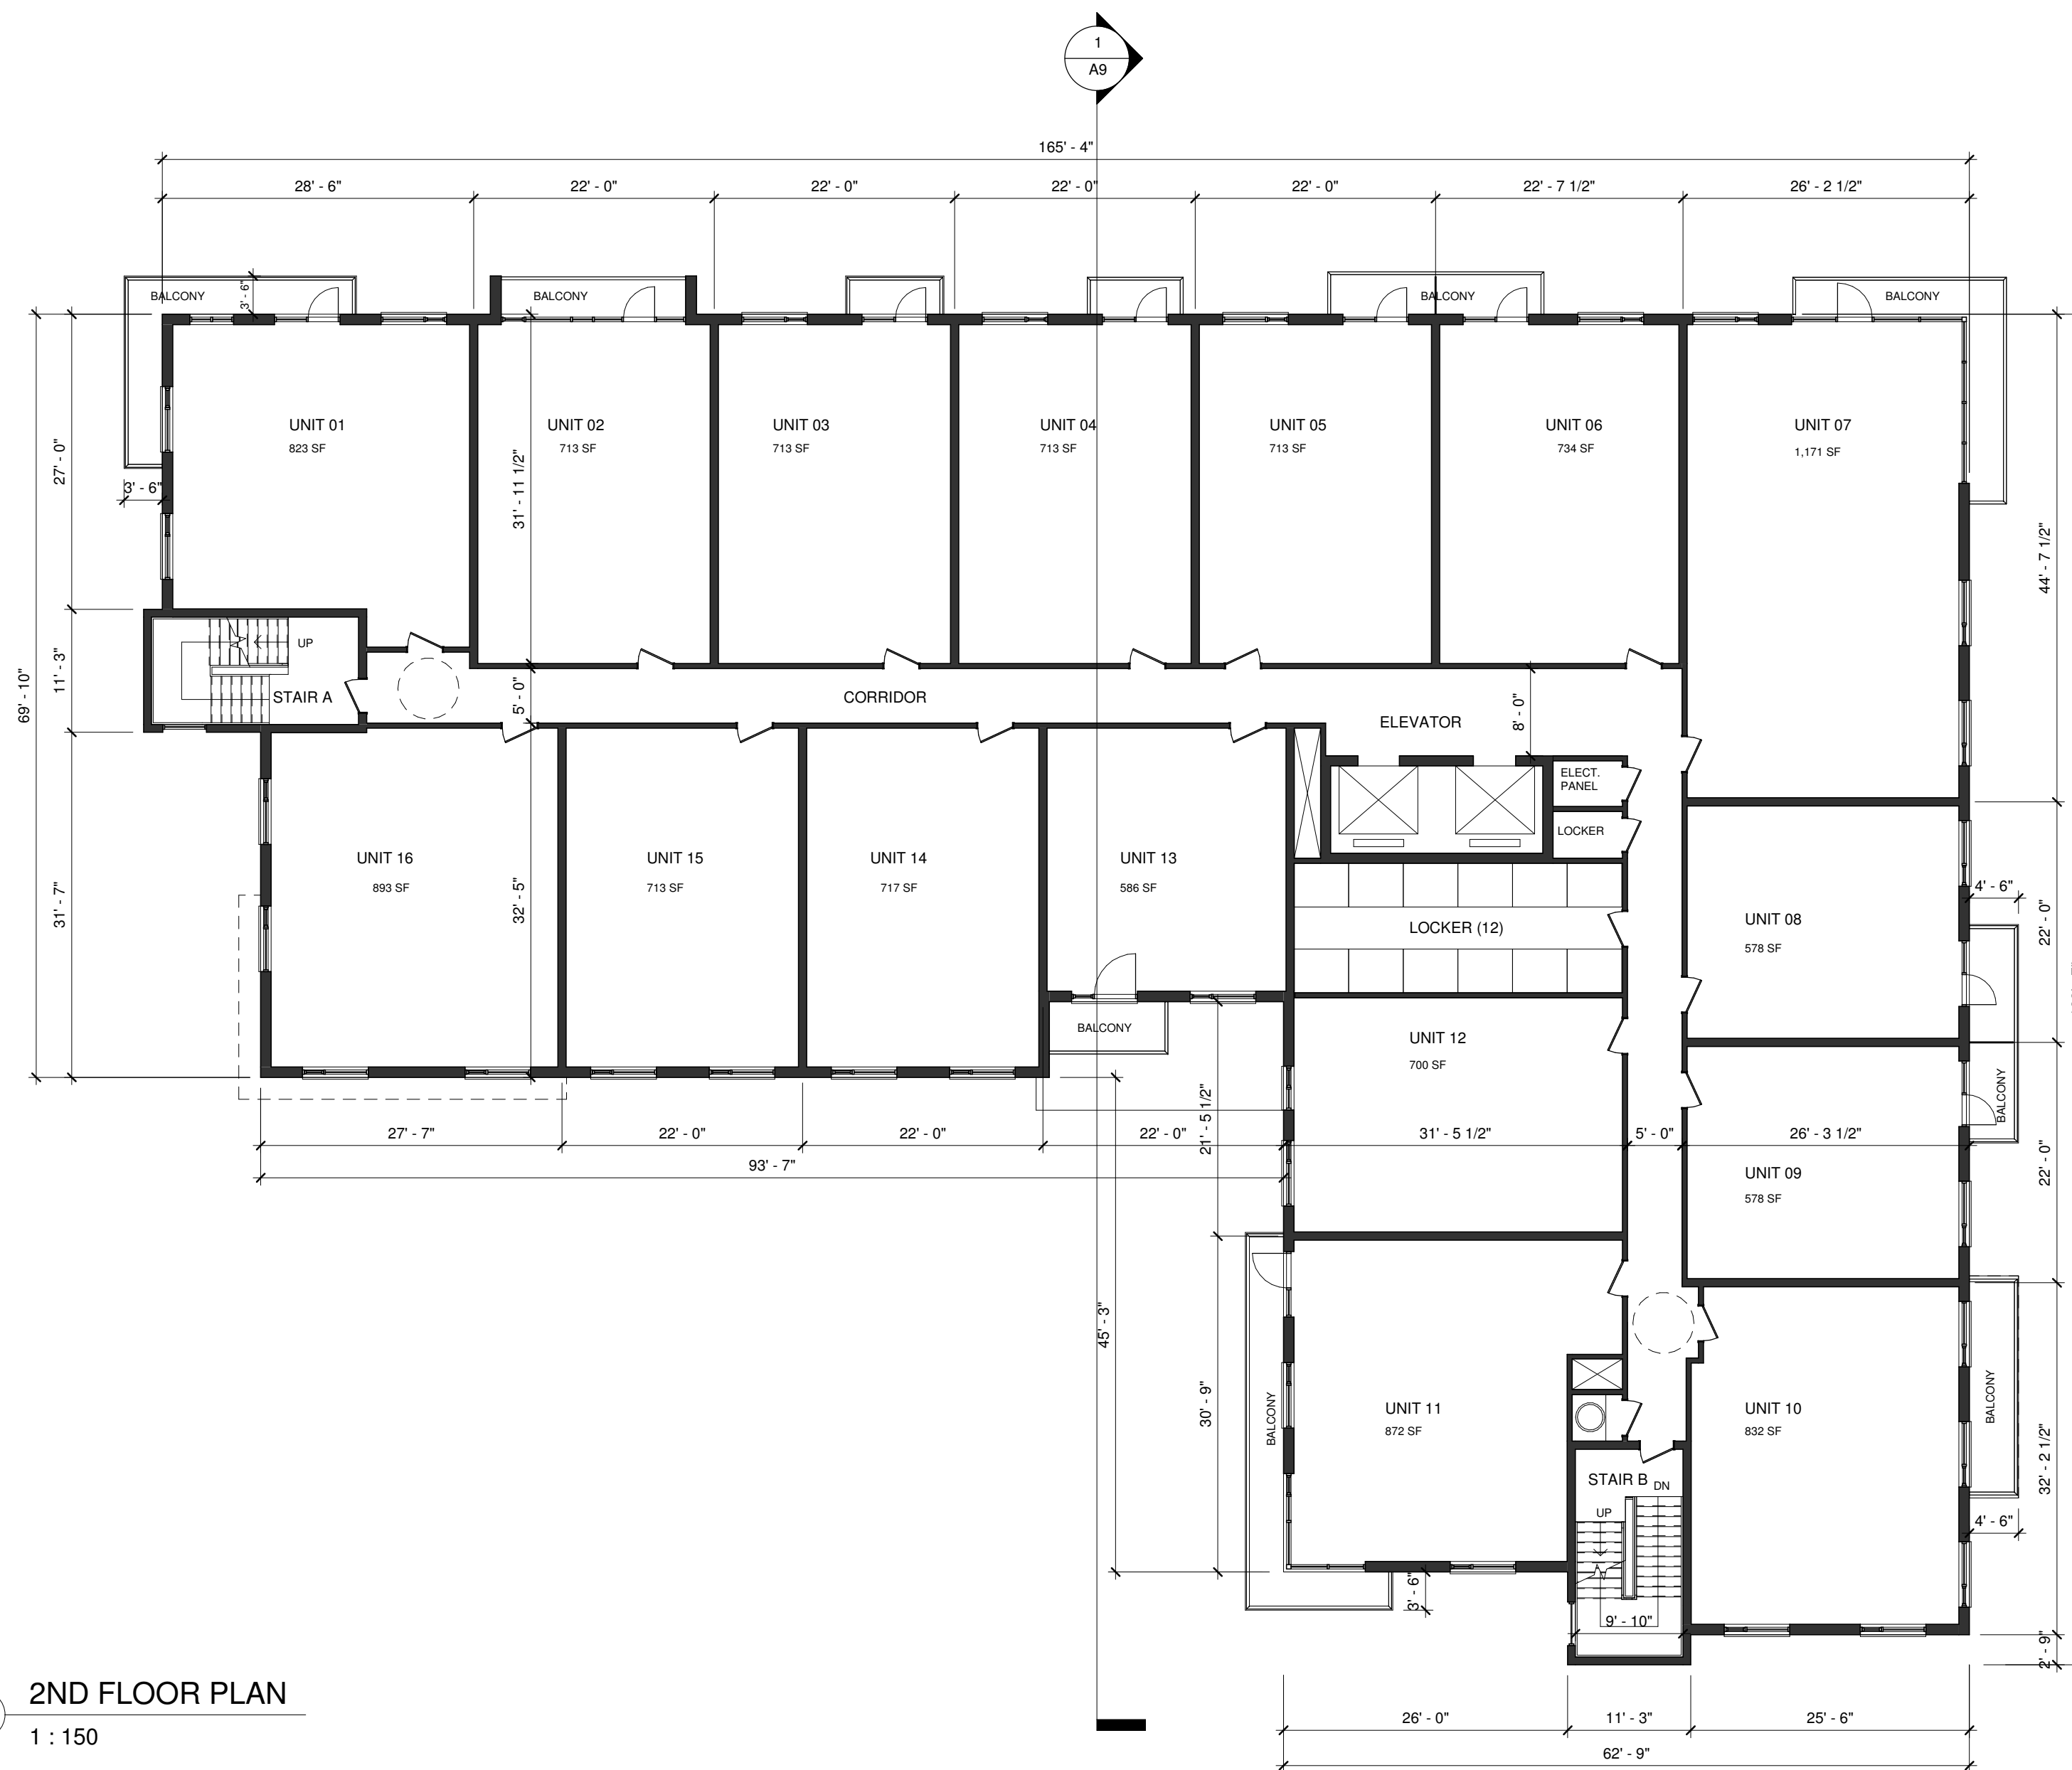 1
A9
165' - 4"
28' - 6"
22' - 0"
22' - 0"
22' - 0"
22' - 0"
22' - 7 1/2"
26' - 2 1/2"
BALCONY
3' - 6"
BALCONY
BALCONY
BALCONY
UNIT 01
823 SF
UNIT 02
713 SF
UNIT 03
713 SF
UNIT 04
713 SF
UNIT 05
713 SF
UNIT 06
734 SF
UNIT 07
1,171 SF
27' - 0"
3' - 6"
31' - 11 1/2"
44' - 7 1/2"
69' - 10"
11' - 3"
UP
STAIR A
5' - 0"
CORRIDOR
ELEVATOR
8' - 0"
ELECT.
PANEL
LOCKER
31' - 7"
UNIT 16
893 SF
32' - 5"
UNIT 15
713 SF
UNIT 14
717 SF
UNIT 13
586 SF
LOCKER (12)
UNIT 08
578 SF
4' - 6"
22' - 0"
BALCONY
UNIT 12
700 SF
BALCONY
27' - 7"
22' - 0"
22' - 0"
22' - 0"
21' - 5 1/2"
31' - 5 1/2"
5' - 0"
26' - 3 1/2"
93' - 7"
UNIT 09
578 SF
22' - 0"
45' - 3"
30' - 9"
BALCONY
UNIT 11
872 SF
UNIT 10
832 SF
BALCONY
32' - 2 1/2"
STAIR B
DN
UP
4' - 6"
3' - 6"
9' - 10"
2' - 9"
2ND FLOOR PLAN
1 : 150
26' - 0"
11' - 3"
25' - 6"
62' - 9"